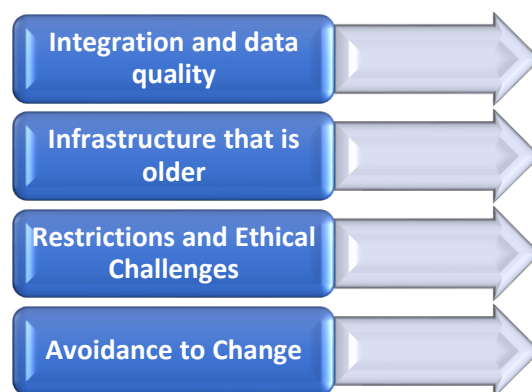 Integration and data
quality
Infrastructure that is
older
Restrictions and Ethical
Challenges
Avoidance to Change